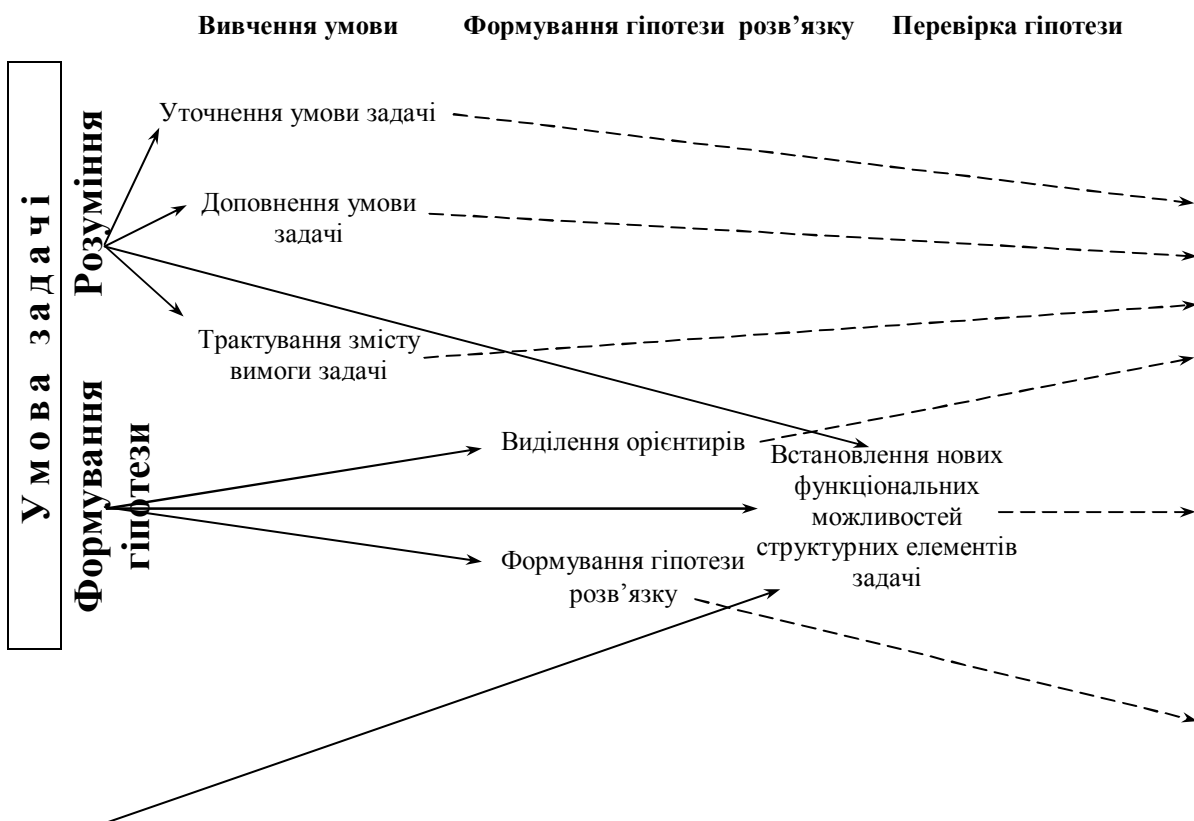 Вивчення умови
Формування гіпотези розв’язку
Перевірка гіпотези
Умова задачі
Розуміння
Уточнення умови задачі
Доповнення умови
задачі
Трактування змісту
вимоги задачі
Формування
гіпотези
Виділення орієнтирів
Формування гіпотези
розв’язку
Встановлення нових
функціональних
можливостей
структурних елементів
задачі